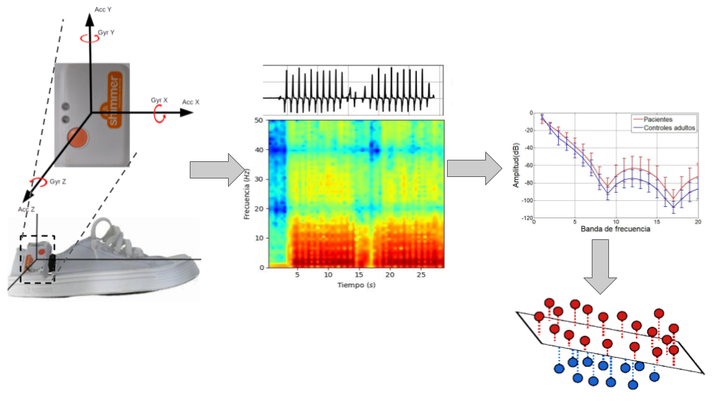 Acc Y
Gyr Y
Gyr X
Acc X
shimmer
Gyr Z
Acc Z
50
40
30
20
10
0
Frecuencia (Hz)
5
10
15
20
25
Tiempo (s)
0
-20
-40
-60
-80
-100
-120
Amplitud(dB)
Pacientes
Controles adultos
0
5
10
15
20
Banda de frecuencia